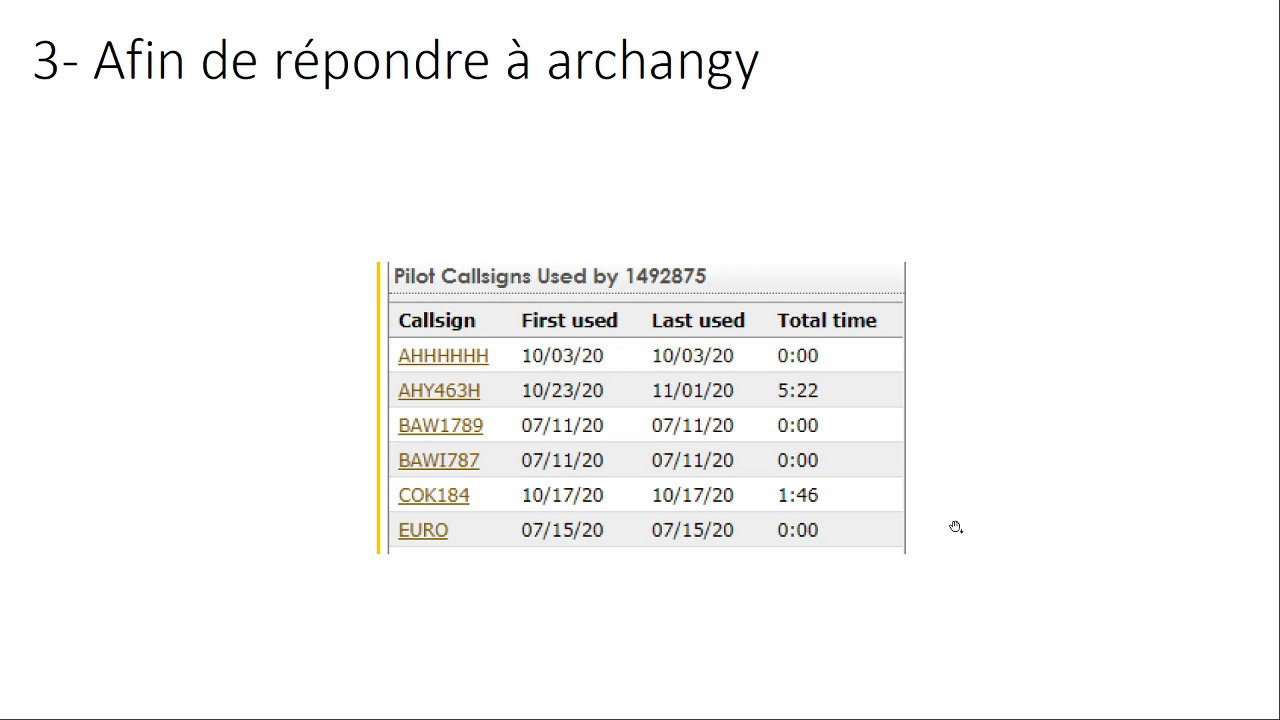 3- Afin de répondre à archangy
Pilot Callsigns Used by 1492875
Callsign First used Last used Total time
AHHHHHH 10/03/20 10/03/20 0:00
AHY463H 10/23/20 11/01/20 5:22
BAW1789 07/11/20 07/11/20 0:00
BAWI787 07/11/20 07/11/20 0:00
COK184 10/17/20 10/17/20 1:46
EURO 07/15/20 07/15/20 0:00